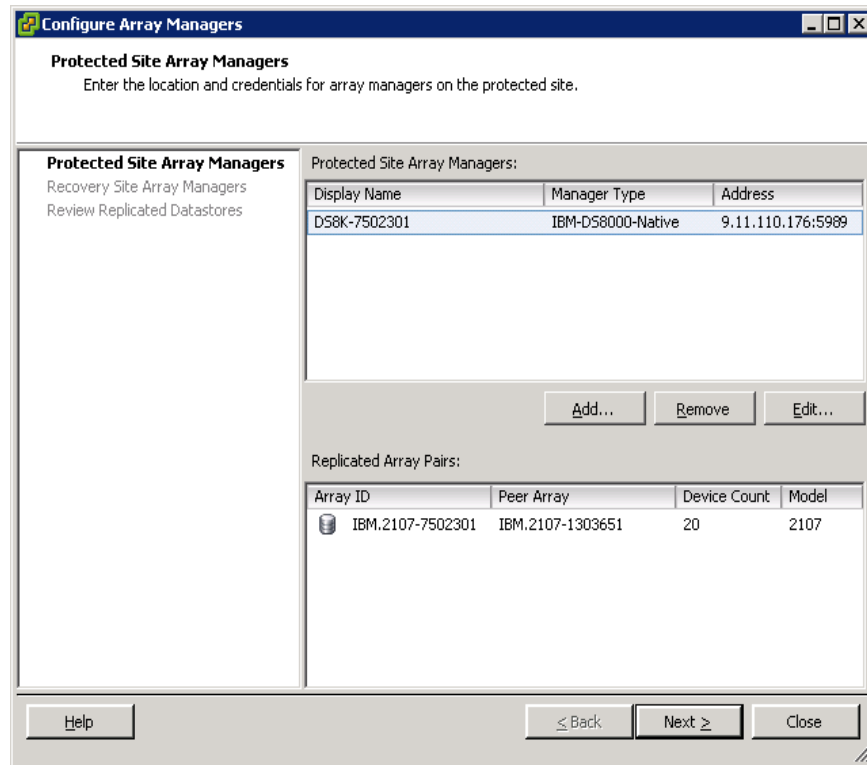 Configure Array Managers
Protected Site Array Managers
Enter the location and credentials for array managers on the protected site.
Protected Site Array Managers
Recovery Site Array Managers
Review Replicated Datastores
Protected Site Array Managers:
Display Name Manager Type Address
DS8K-7502301 IBM-DS8000-Native 9.11.110.176:5989
Add... Remove Edit...
Replicated Array Pairs:
Array ID Peer Array Device Count Model
IBM.2107-7502301 IBM.2107-1303651 20 2107
Help < Back Next > Close